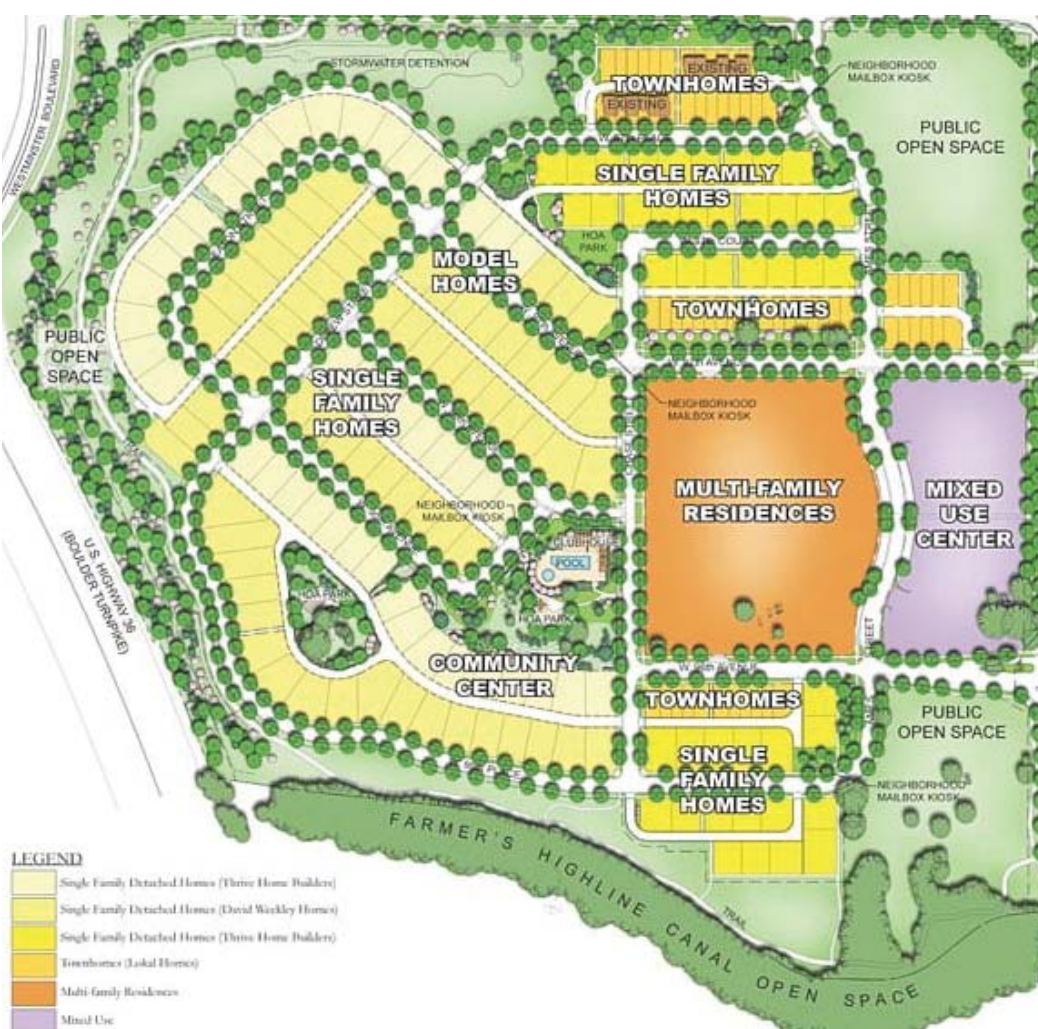 STORMWATER DETENTION
WESTMINSTER BOULEVARD
EXISTING
TOWNHOMES
EXISTING
NEIGHBORHOOD
MAILBOX KIOSK
PUBLIC
OPEN SPACE
SINGLE FAMILY
HOMES
HOA
PARK
MODEL
HOMES
TOWNHOMES
PUBLIC
OPEN
SPACE
SINGLE
FAMILY
HOMES
NEIGHBORHOOD
MAILBOX KIOSK
MULTI-FAMILY
RESIDENCES
MIXED
USE
CENTER
NEIGHBORHOOD
MAILBOX KIOSK
CLUBHOUSE
POOL
U.S. HIGHWAY 36
(BOULDER TURNPIKE)
HOA PARK
HOA PARK
COMMUNITY
CENTER
TOWNHOMES
PUBLIC
OPEN SPACE
SINGLE
FAMILY
HOMES
NEIGHBORHOOD
MAILBOX KIOSK
FARMER'S HIGHLINE CANAL OPEN SPACE
TRAIL
LEGEND
Single Family Detached Homes (Thrive Home Builders)
Single Family Detached Homes (David Weekley Homes)
Single Family Detached Homes (Thrive Home Builders)
Townhomes (Lokal Homes)
Multi-family Residences
Mixed Use